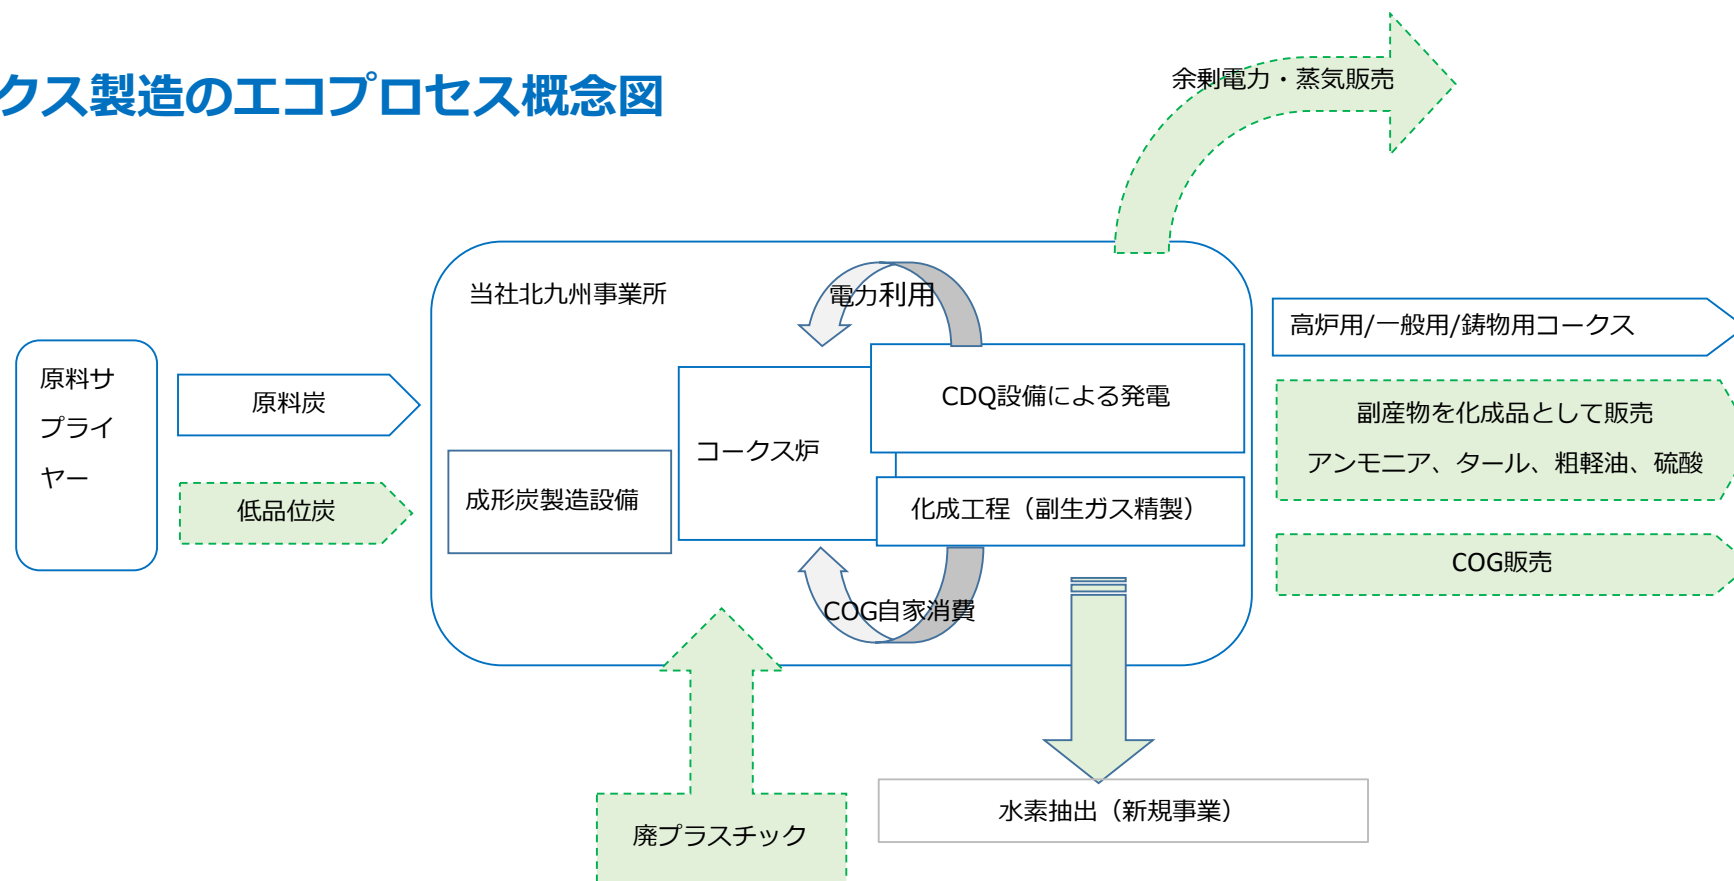 クス製造のエコプロセス概念図
余剰電力・蒸気販売
当社北九州事業所
電力利用
高炉用/一般用/鋳物用コークス
原料サ
プライ
ヤー
原料炭
CDQ設備による発電
副産物を化成品として販売
アンモニア、タール、粗軽油、硫酸
コークス炉
低品位炭
成形炭製造設備
化成工程（副生ガス精製）
COG販売
COG自家消費
水素抽出（新規事業）
廃プラスチック